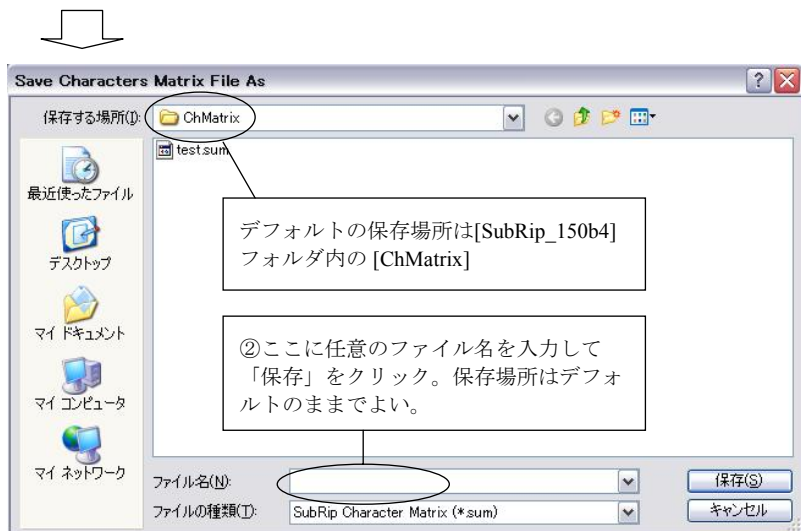 Save Characters Matrix File As
保存する場所(I):
ChMatrix
test.sum
最近使ったファイル
デスクトップ
マイ ドキュメント
マイ コンピュータ
マイ ネットワーク
デフォルトの保存場所は[SubRip_150b4]
フォルダ内の [ChMatrix]
②ここに任意のファイル名を入力して
「保存」をクリック。保存場所はデフォ
ルトのままでよい。
ファイル名(N):
保存(S)
ファイルの種類(T):
SubRip Character Matrix (*.sum)
キャンセル